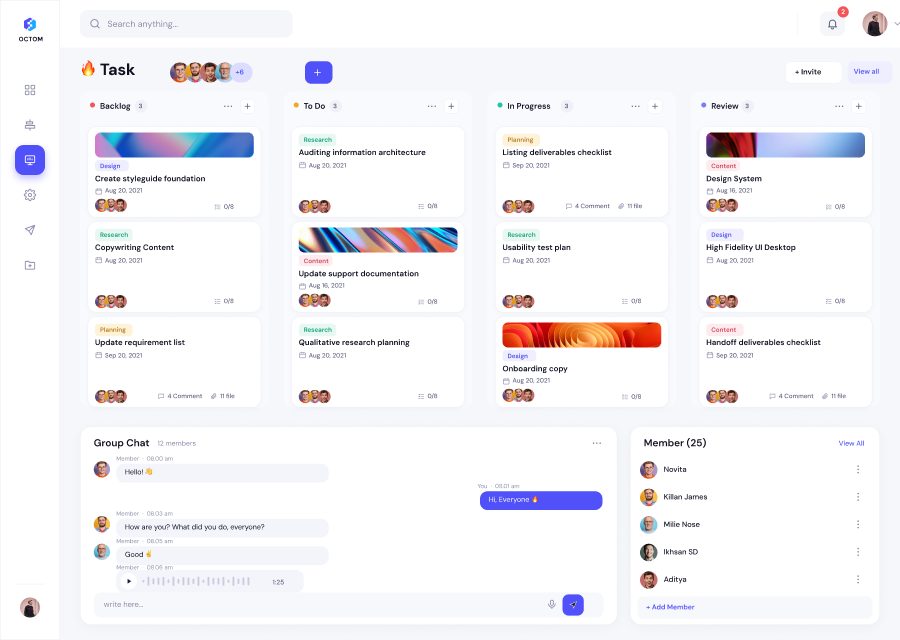 OCTOM
Search anything...
2
🔥 Task
+6
+
+ Invite
View all
Backlog 3 ··· +
Design
Create styleguide foundation
Aug 20, 2021
0/8
Research
Copywriting Content
Aug 20, 2021
0/8
Planning
Update requirement list
Sep 20, 2021
4 Comment 11 file
To Do 3 ··· +
Research
Auditing information architecture
Aug 20, 2021
0/8
Content
Update support documentation
Aug 16, 2021
0/8
Research
Qualitative research planning
Aug 20, 2021
0/8
In Progress 3 ··· +
Planning
Listing deliverables checklist
Sep 20, 2021
4 Comment 11 file
Research
Usability test plan
Aug 20, 2021
0/8
Design
Onboarding copy
Aug 20, 2021
0/8
Review 3 ··· +
Content
Design System
Aug 16, 2021
0/8
Design
High Fidelity UI Desktop
Aug 20, 2021
0/8
Content
Handoff deliverables checklist
Sep 20, 2021
4 Comment 11 file
Group Chat 12 members ···
Member · 08.00 am
Hello! 👋
You · 08.01 am
Hi, Everyone 🔥
Member · 08.03 am
How are you? What did you do, everyone?
Member · 08.05 am
Good ✌
Member · 08.06 am
1:25
write here...
Member (25) View All
Novita
Killan James
Milie Nose
Ikhsan SD
Aditya
+ Add Member